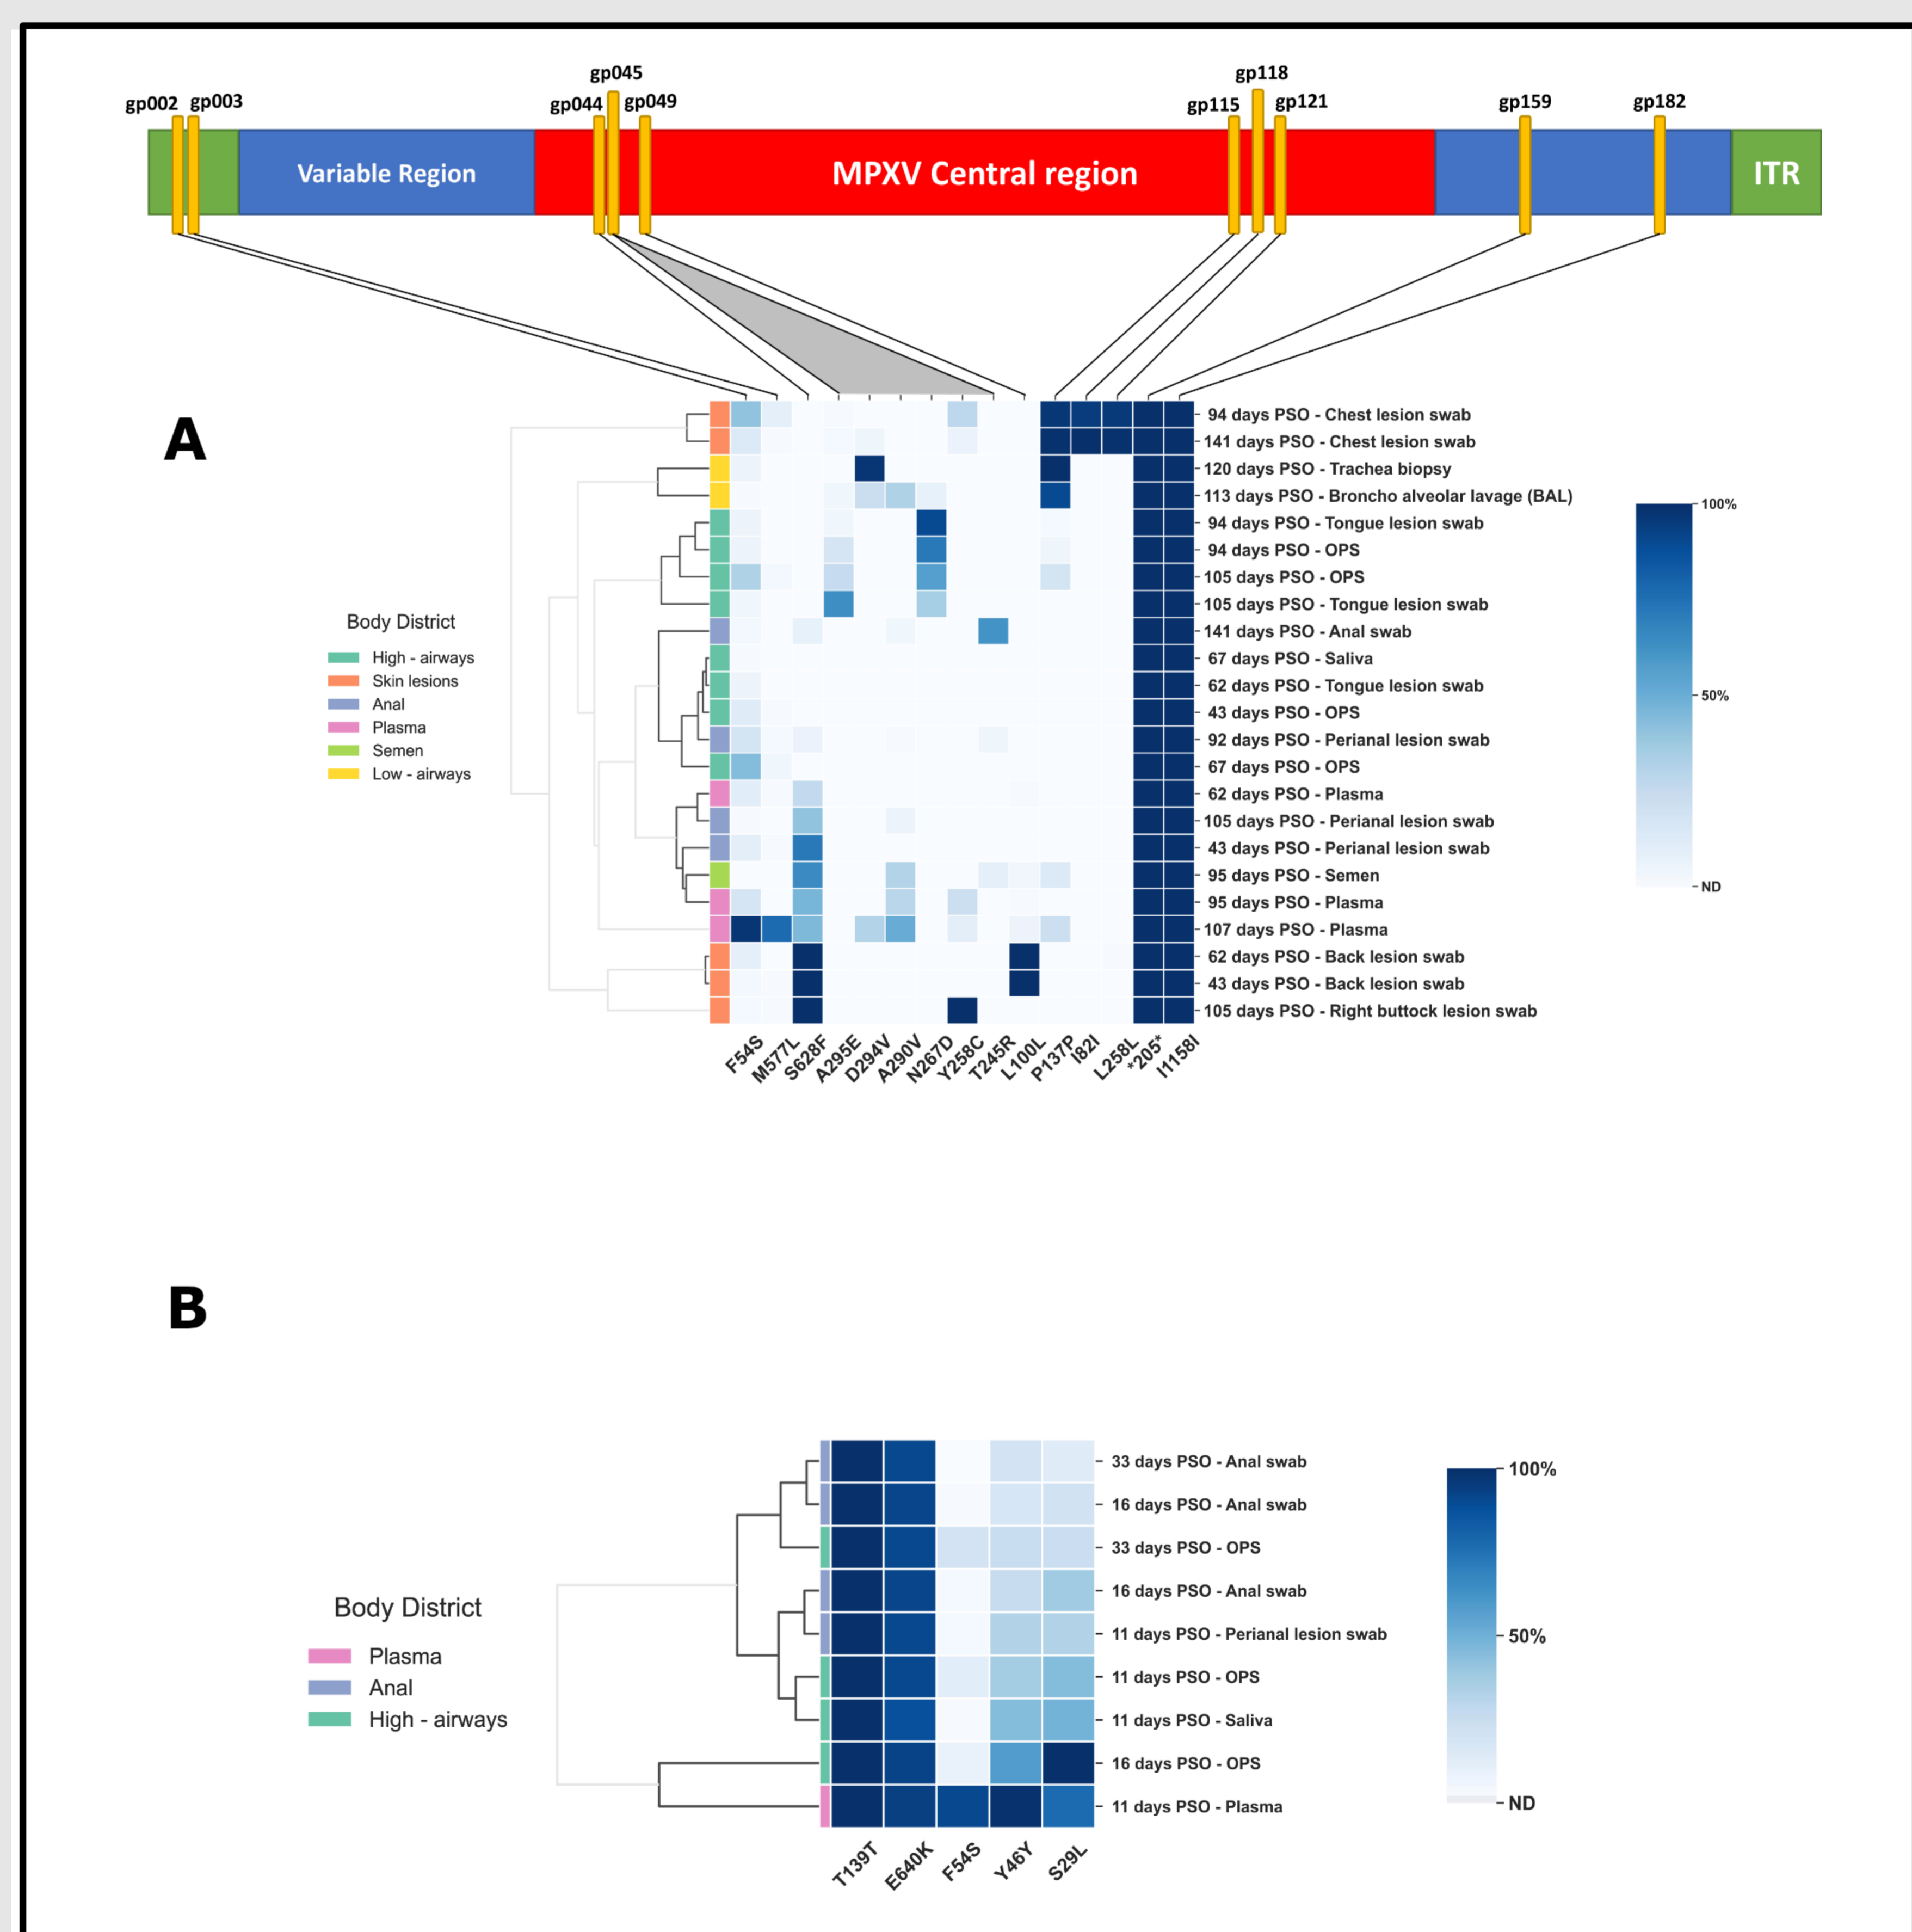 gp045
gp118
gp002 gp003 gp044 gp049 gp115 gp121 gp159 gp182
Variable Region MPXV Central region ITR
A
94 days PSO - Chest lesion swab
141 days PSO - Chest lesion swab
120 days PSO - Trachea biopsy
113 days PSO - Broncho alveolar lavage (BAL)
94 days PSO - Tongue lesion swab
94 days PSO - OPS
105 days PSO - OPS
105 days PSO - Tongue lesion swab
141 days PSO - Anal swab
67 days PSO - Saliva
62 days PSO - Tongue lesion swab
43 days PSO - OPS
92 days PSO - Perianal lesion swab
67 days PSO - OPS
62 days PSO - Plasma
105 days PSO - Perianal lesion swab
43 days PSO - Perianal lesion swab
95 days PSO - Semen
95 days PSO - Plasma
107 days PSO - Plasma
62 days PSO - Back lesion swab
43 days PSO - Back lesion swab
105 days PSO - Right buttock lesion swab
Body District
High - airways
Skin lesions
Anal
Plasma
Semen
Low - airways
100%
50%
ND
F54S M577L S628F A295E D294V A290V N267D Y258C T245R L100L P137P I82I L258L *205* I1158I
B
33 days PSO - Anal swab
16 days PSO - Anal swab
33 days PSO - OPS
16 days PSO - Anal swab
11 days PSO - Perianal lesion swab
11 days PSO - OPS
11 days PSO - Saliva
16 days PSO - OPS
11 days PSO - Plasma
Body District
Plasma
Anal
High - airways
100%
50%
ND
T139T E640K F54S Y46Y S29L